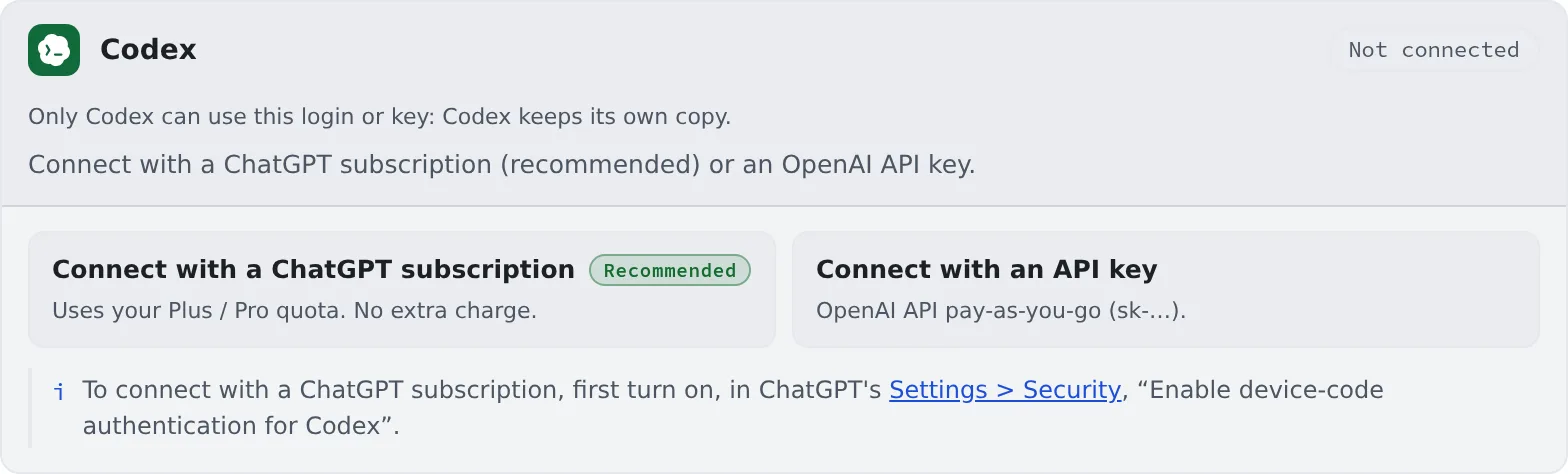 Codex
Not connected
Only Codex can use this login or key: Codex keeps its own copy.
Connect with a ChatGPT subscription (recommended) or an OpenAI API key.
Connect with a ChatGPT subscription Recommended
Uses your Plus / Pro quota. No extra charge.
Connect with an API key
OpenAI API pay-as-you-go (sk-…).
i To connect with a ChatGPT subscription, first turn on, in ChatGPT's Settings > Security, “Enable device-code
authentication for Codex”.